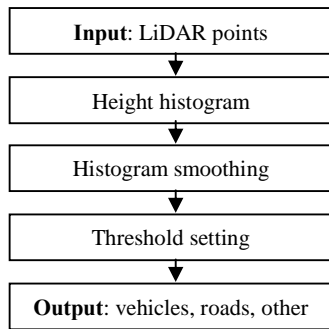 Input: LiDAR points
Height histogram
Histogram smoothing
Threshold setting
Output: vehicles, roads, other